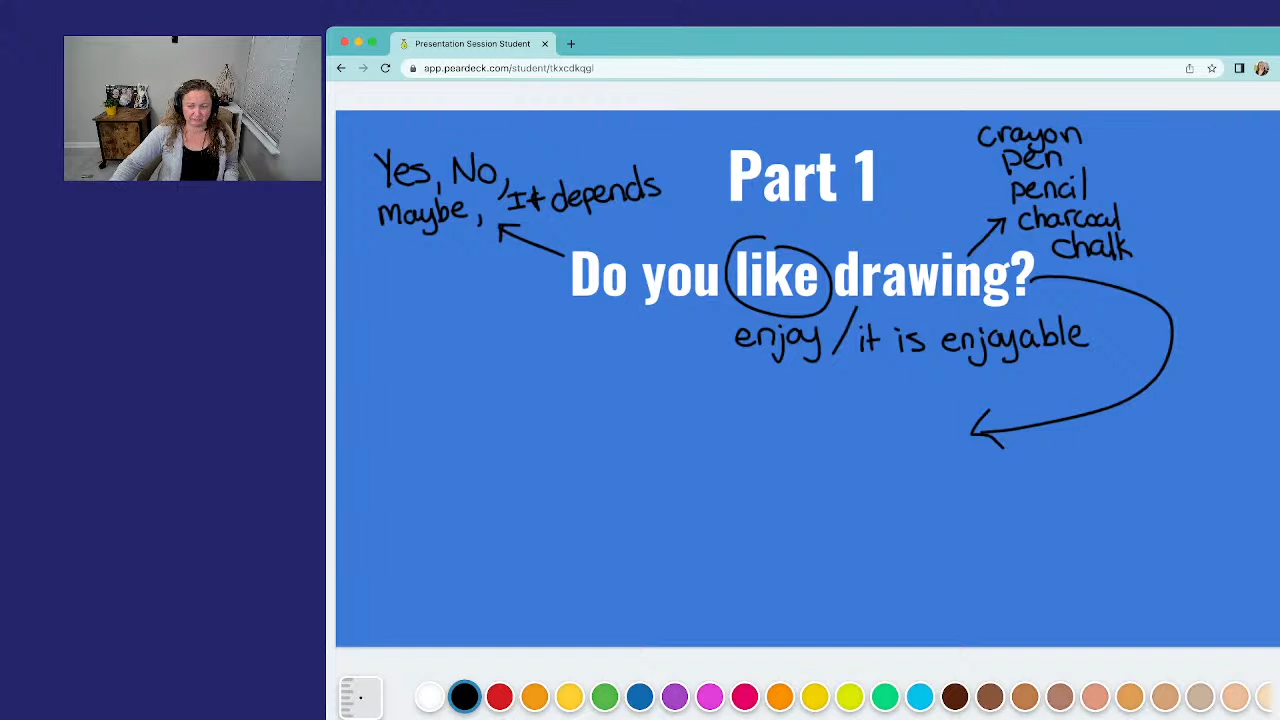 Presentation Session Student
app.peardeck.com/student/tkxcdkqgl
Part 1
Yes, No,
maybe, It depends
crayon
pen
pencil
charcoal
chalk
Do you like drawing?
enjoy / it is enjoyable